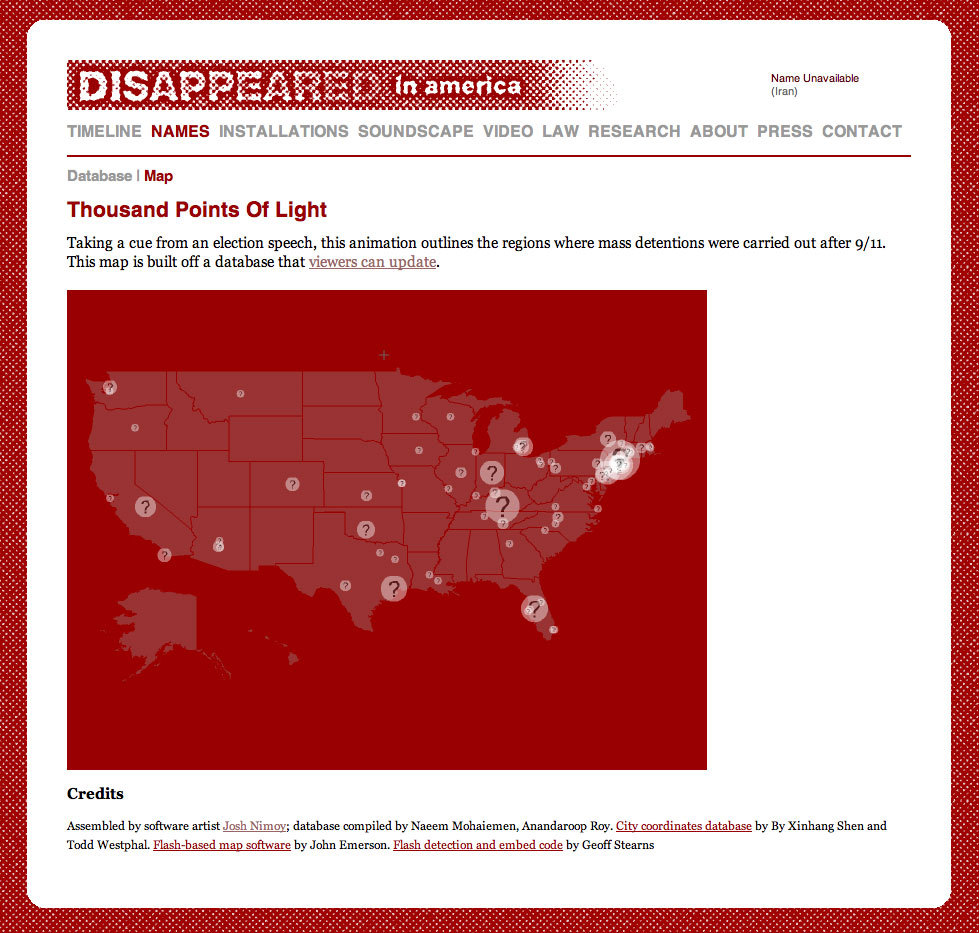 DISAPPEARED in america
Name Unavailable
(Iran)
TIMELINE NAMES INSTALLATIONS SOUNDSCAPE VIDEO LAW RESEARCH ABOUT PRESS CONTACT
Database | Map
Thousand Points Of Light
Taking a cue from an election speech, this animation outlines the regions where mass detentions were carried out after 9/11.
This map is built off a database that viewers can update.
Credits
Assembled by software artist Josh Nimoy; database compiled by Naeem Mohaiemen, Anandaroop Roy. City coordinates database by By Xinhang Shen and
Todd Westphal. Flash-based map software by John Emerson. Flash detection and embed code by Geoff Stearns